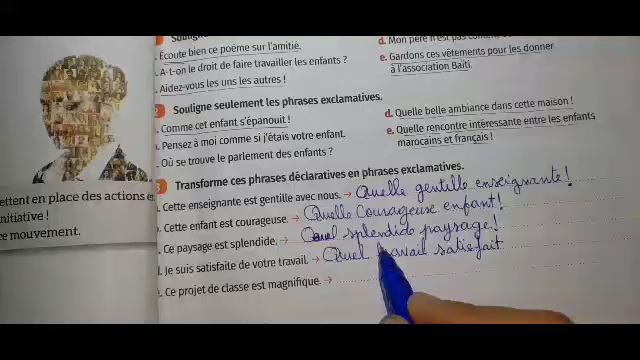 Souligne
Écoute bien ce poème sur l'amitié.
A-t-on le droit de faire travailler les enfants ?
Aidez-vous les uns les autres !
d. Mon père n'est pas
e. Gardons ces vêtements pour les donner
à l'association Baiti.
Souligne seulement les phrases exclamatives.
Comme cet enfant s'épanouit !
Pensez à moi comme si j'étais votre enfant.
Où se trouve le parlement des enfants ?
d. Quelle belle ambiance dans cette maison !
e. Quelle rencontre intéressante entre les enfants
marocains et français !
ettent en place des actions e
nitiative !
e mouvement.
Transforme ces phrases déclaratives en phrases exclamatives.
Cette enseignante est gentille avec nous. → Quelle gentille enseignante !
Cette enfant est courageuse. → Quelle courageuse enfant !
Ce paysage est splendide. → Quel splendide paysage !
Je suis satisfaite de votre travail. → Quel travail satisfait
Ce projet de classe est magnifique. →